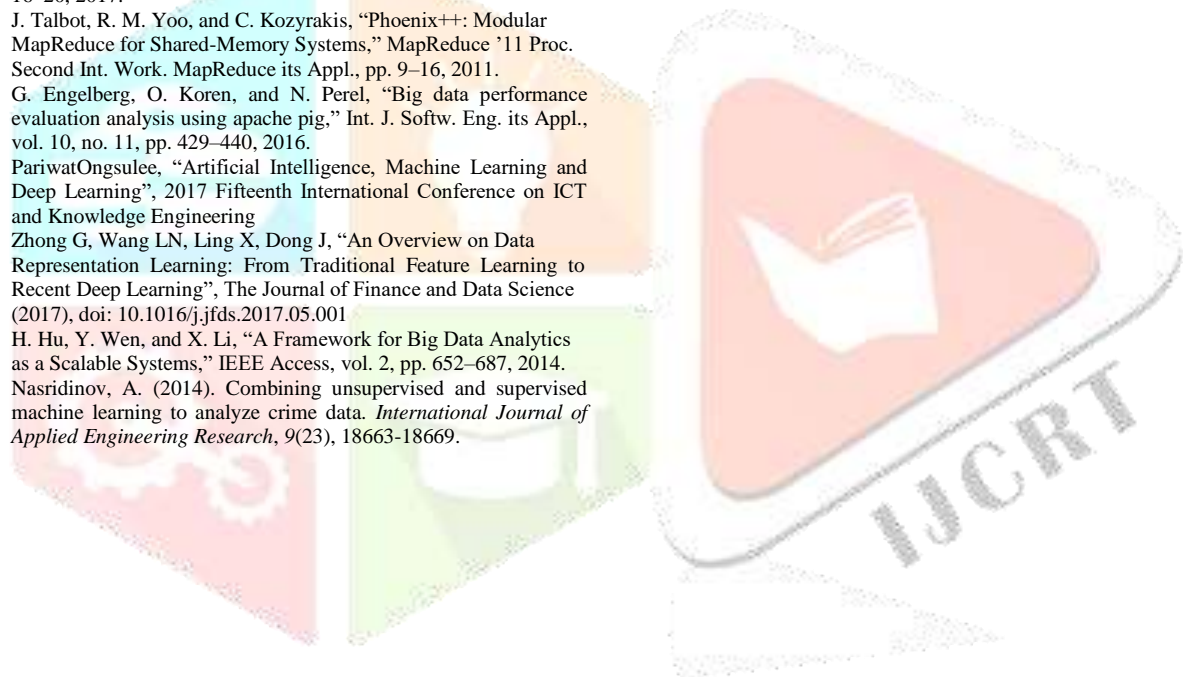 J. Talbot, R. M. Yoo, and C. Kozyrakis, “Phoenix++: Modular
MapReduce for Shared-Memory Systems,” MapReduce ’11 Proc.
Second Int. Work. MapReduce its Appl., pp. 9–16, 2011.
G. Engelberg, O. Koren, and N. Perel, “Big data performance
evaluation analysis using apache pig,” Int. J. Softw. Eng. its Appl.,
vol. 10, no. 11, pp. 429–440, 2016.
PariwatOngsulee, “Artificial Intelligence, Machine Learning and
Deep Learning”, 2017 Fifteenth International Conference on ICT
and Knowledge Engineering
Zhong G, Wang LN, Ling X, Dong J, “An Overview on Data
Representation Learning: From Traditional Feature Learning to
Recent Deep Learning”, The Journal of Finance and Data Science
(2017), doi: 10.1016/j.jfds.2017.05.001
H. Hu, Y. Wen, and X. Li, “A Framework for Big Data Analytics
as a Scalable Systems,” IEEE Access, vol. 2, pp. 652–687, 2014.
Nasridinov, A. (2014). Combining unsupervised and supervised
machine learning to analyze crime data. International Journal of
Applied Engineering Research, 9(23), 18663-18669.
IJCRT